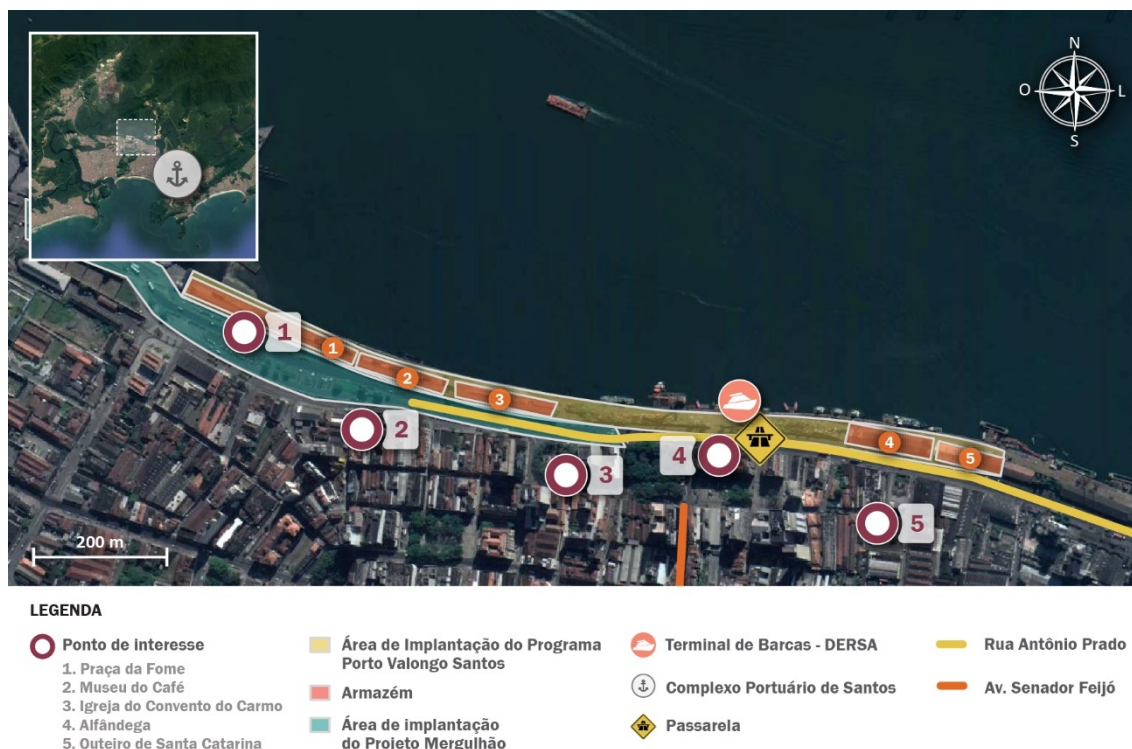 N
O
L
S
1
1
2
3
2
3
4
4
5
5
200 m
LEGENDA
Ponto de interesse
1. Praça da Fome
2. Museu do Café
3. Igreja do Convento do Carmo
4. Alfândega
5. Outeiro de Santa Catarina
Área de Implantação do Programa
Porto Valongo Santos
Armazém
Área de implantação
do Projeto Mergulhão
Terminal de Barcas - DERSA
Complexo Portuário de Santos
Passarela
Rua Antônio Prado
Av. Senador Feijó